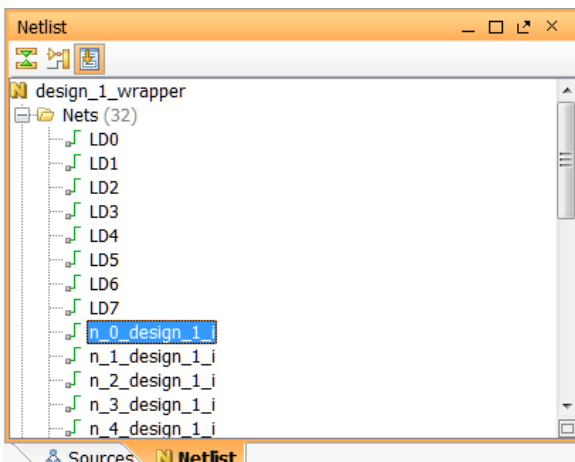 Netlist
design_1_wrapper
Nets (32)
LD0
LD1
LD2
LD3
LD4
LD5
LD6
LD7
n_0_design_1_i
n_1_design_1_i
n_2_design_1_i
n_3_design_1_i
n_4_design_1_i
Sources Netlist